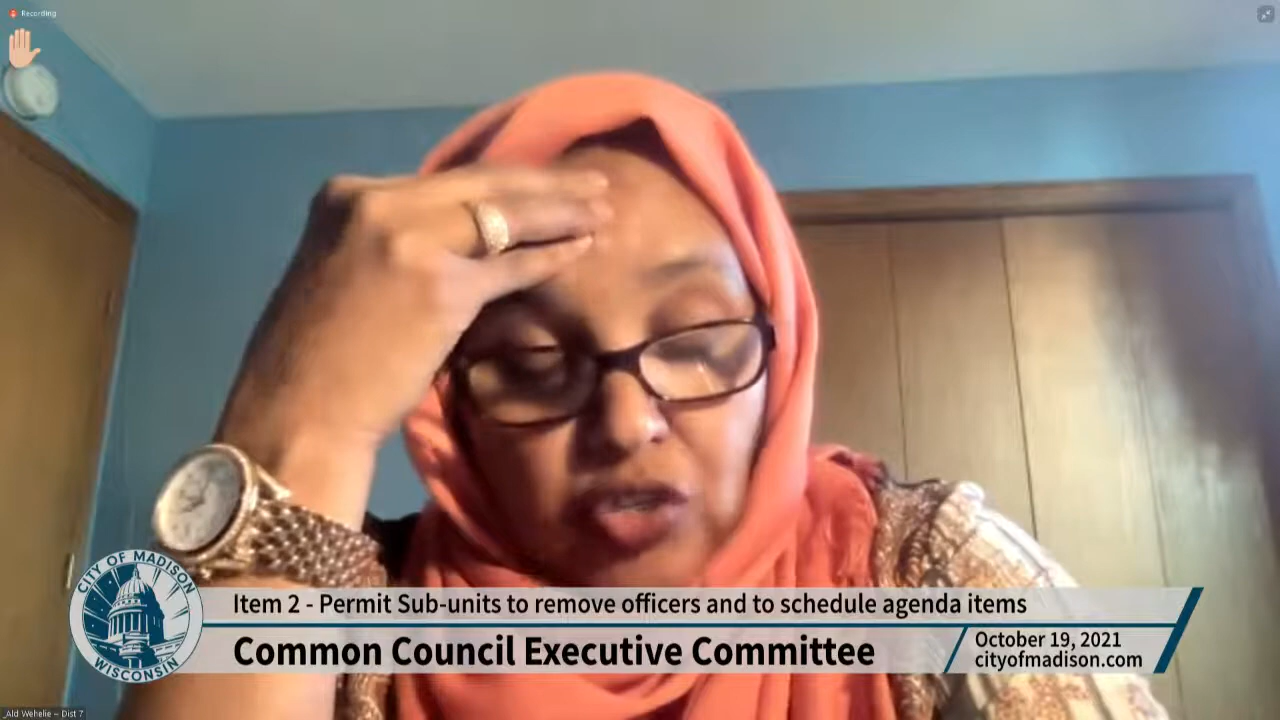 Recording
CITY OF MADISON
WISCONSIN
Item 2 - Permit Sub-units to remove officers and to schedule agenda items
Common Council Executive Committee
October 19, 2021
cityofmadison.com
_Ald Wehelie – Dist 7